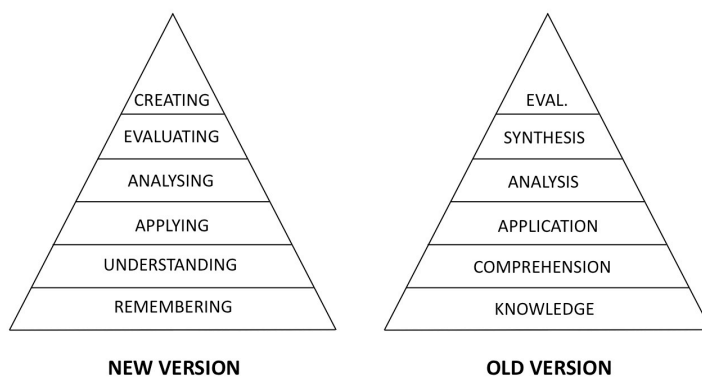 CREATING
EVALUATING
ANALYSING
APPLYING
UNDERSTANDING
REMEMBERING
NEW VERSION
EVAL.
SYNTHESIS
ANALYSIS
APPLICATION
COMPREHENSION
KNOWLEDGE
OLD VERSION